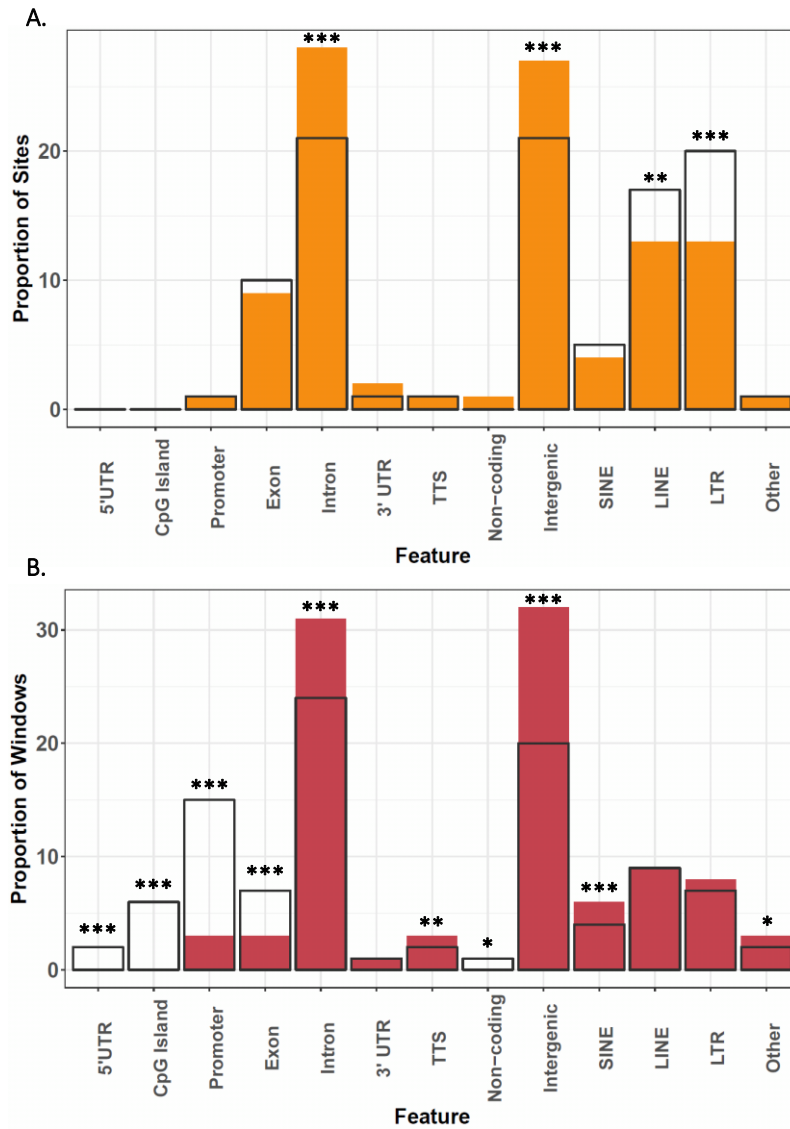 A.
Proportion of Sites
20
10
0
***
***
**
***
5'UTR
CpG Island
Promoter
Exon
Intron
3' UTR
TTS
Non−coding
Intergenic
SINE
LINE
LTR
Other
Feature
B.
Proportion of Windows
30
20
10
0
***
***
***
***
***
**
*
***
***
*
5'UTR
CpG Island
Promoter
Exon
Intron
3' UTR
TTS
Non−coding
Intergenic
SINE
LINE
LTR
Other
Feature